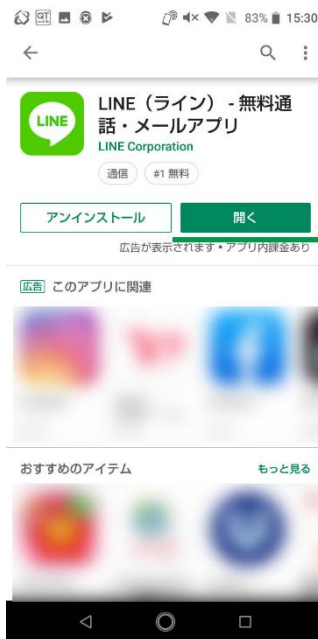 QT
83% 15:30
LINE（ライン） - 無料通
話・メールアプリ
LINE
LINE Corporation
通信
#1 無料
アンインストール
開く
広告が表示されます • アプリ内課金あり
広告 このアプリに関連
おすすめのアイテム
もっと見る